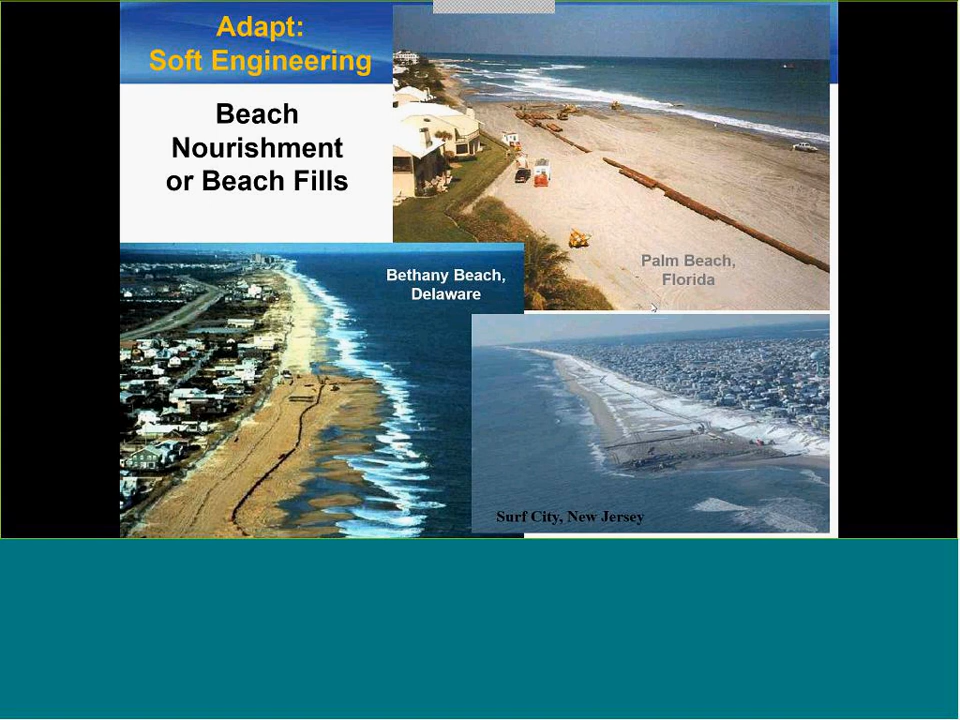 Adapt:
Soft Engineering
Beach
Nourishment
or Beach Fills
Palm Beach,
Florida
Bethany Beach,
Delaware
Surf City, New Jersey